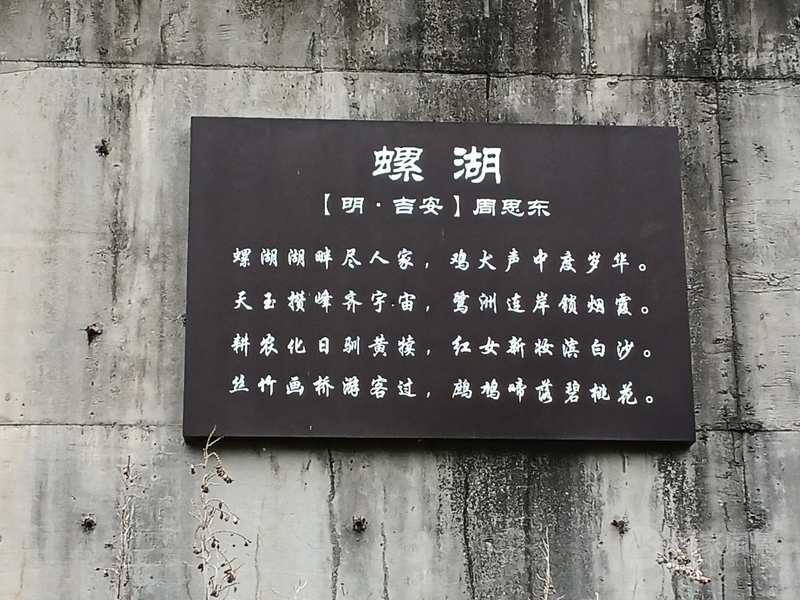 螺湖
【明·吉安】周思东
螺湖湖畔尽人家，鸡犬声中度岁华。
天玉攒峰齐宇宙，鹭洲连岸锁烟霞。
耕农化日驯黄犊，红女新妆滨白沙。
丝竹画桥游客过，鹧鸪啼落碧桃花。